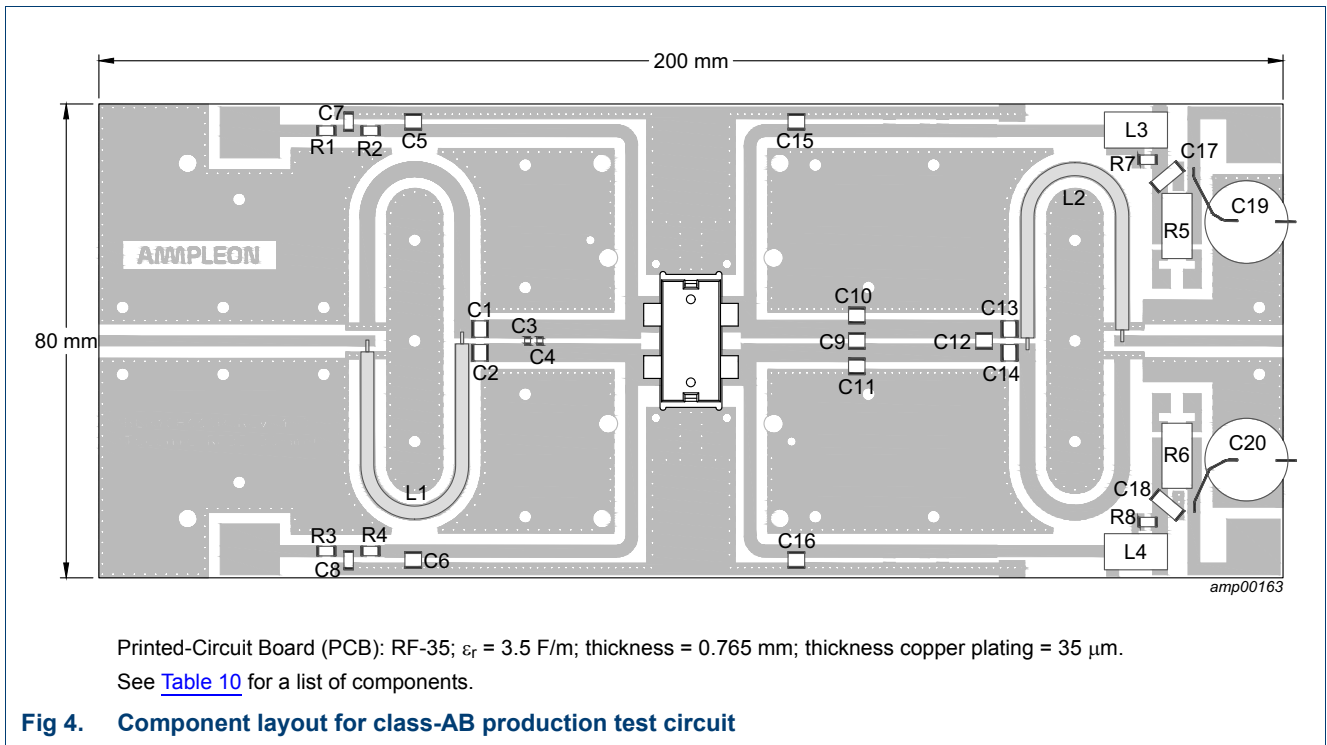 200 mm
80 mm
C7
R1
R2
C5
C15
L3
R7
C17
C19
L2
R5
AMPLEON
C1
C3
C4
C2
C10
C9
C11
C13
C12
C14
L1
R3
R4
C8
C6
C16
R6
C20
C18
R8
L4
amp00163
Printed-Circuit Board (PCB): RF-35; εr = 3.5 F/m; thickness = 0.765 mm; thickness copper plating = 35 μm.
See Table 10 for a list of components.
Fig 4. Component layout for class-AB production test circuit